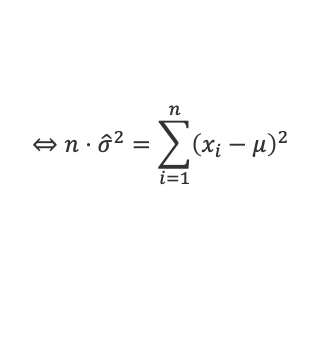 ⇔ n · σ̂² = ∑ᵢ₌₁ⁿ (xᵢ − μ)²